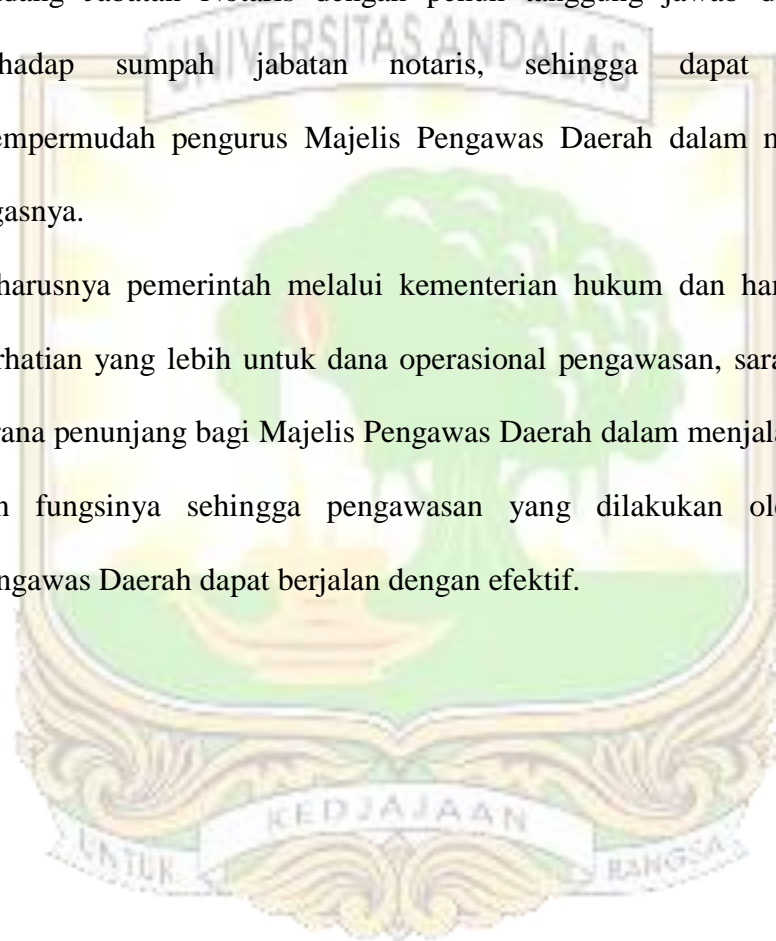 dang Jabatan Notaris dengan penuh tanggung jawab d
hadap sumpah jabatan notaris, sehingga dapat
empermudah pengurus Majelis Pengawas Daerah dalam m
gasnya.
harusnya pemerintah melalui kementerian hukum dan ha
rhatian yang lebih untuk dana operasional pengawasan, sara
ana penunjang bagi Majelis Pengawas Daerah dalam menjala
n fungsinya sehingga pengawasan yang dilakukan ol
ngawas Daerah dapat berjalan dengan efektif.
UNIVERSITAS ANDALAS
KEDJAJAAN
UNTUK BANGSA